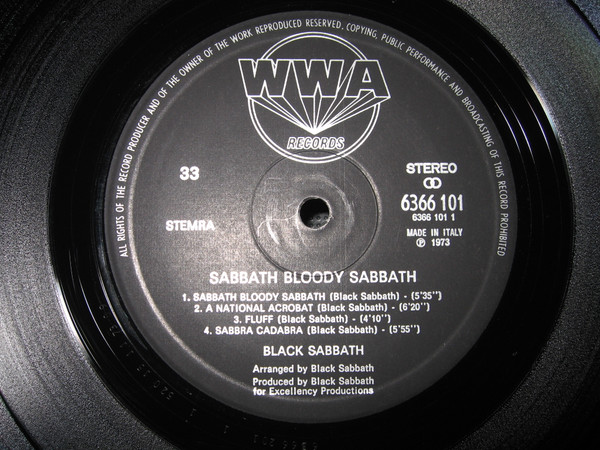 ALL RIGHTS OF THE RECORD PRODUCER AND OF THE OWNER OF THE WORK REPRODUCED RESERVED. COPYING, PUBLIC PERFORMANCE AND BROADCASTING OF THIS RECORD PROHIBITED
WWA
RECORDS
33
STEREO
6366 101
6366 101 1
STEMRA
MADE IN ITALY
℗ 1973
SABBATH BLOODY SABBATH
1. SABBATH BLOODY SABBATH (Black Sabbath) - (5'35'')
2. A NATIONAL ACROBAT (Black Sabbath) - (6'20'')
3. FLUFF (Black Sabbath) - (4'10'')
4. SABBRA CADABRA (Black Sabbath) - (5'55'')
BLACK SABBATH
Arranged by Black Sabbath
Produced by Black Sabbath
for Excellency Productions